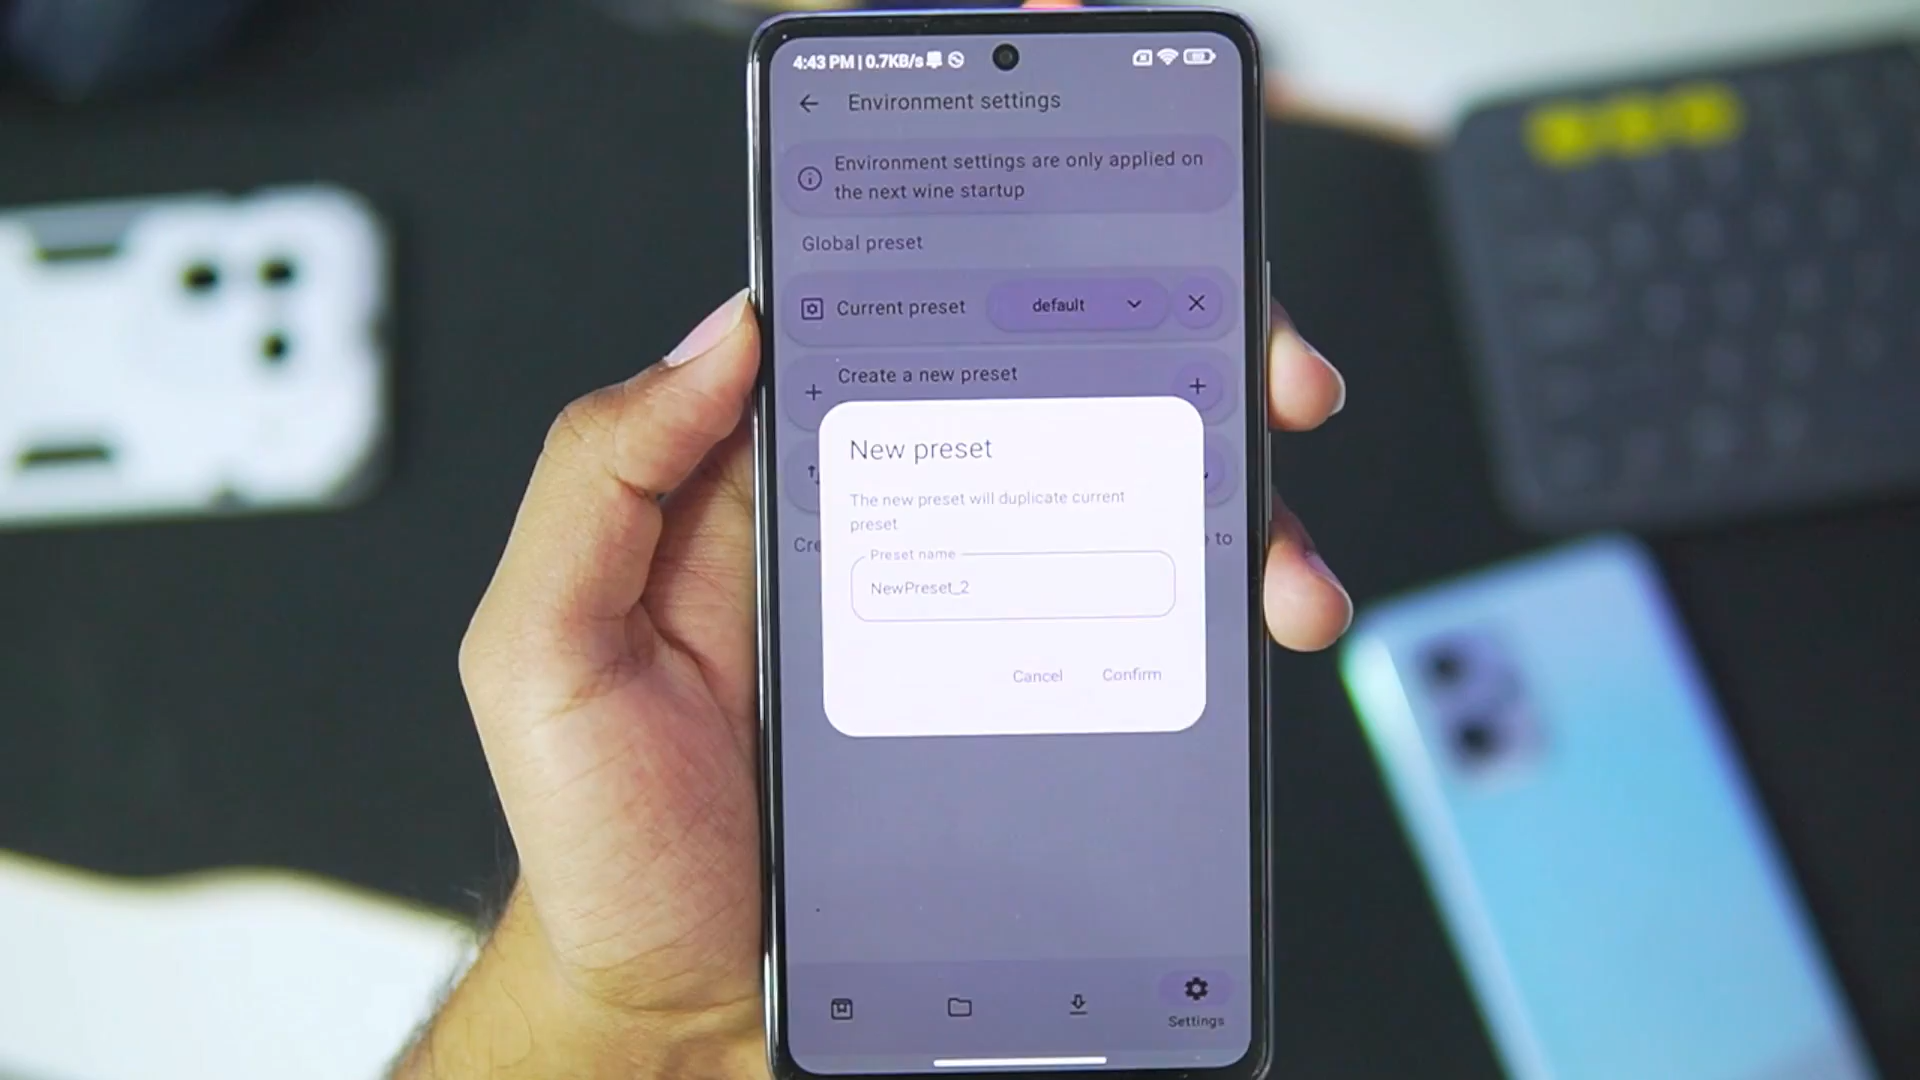 4:43 PM | 0.7KB/s
Environment settings
Environment settings are only applied on
the next wine startup
Global preset
Current preset
default
Create a new preset
New preset
The new preset will duplicate current
preset
Preset name
NewPreset_2
to
Cancel
Confirm
Settings